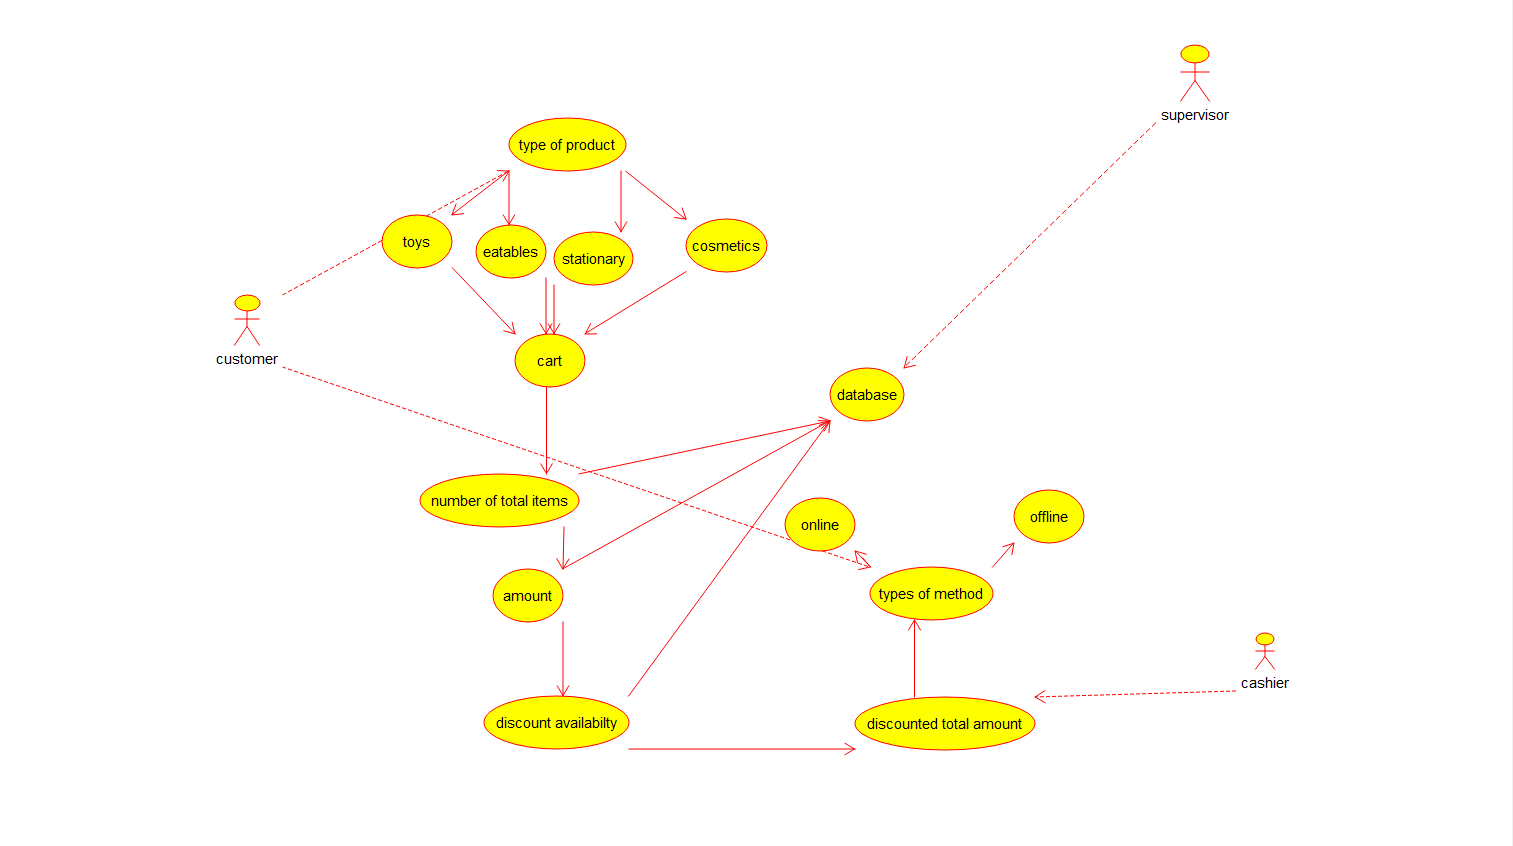 supervisor
type of product
toys
eatables
stationary
cosmetics
customer
cart
database
number of total items
online
offline
amount
types of method
cashier
discount availabilty
discounted total amount